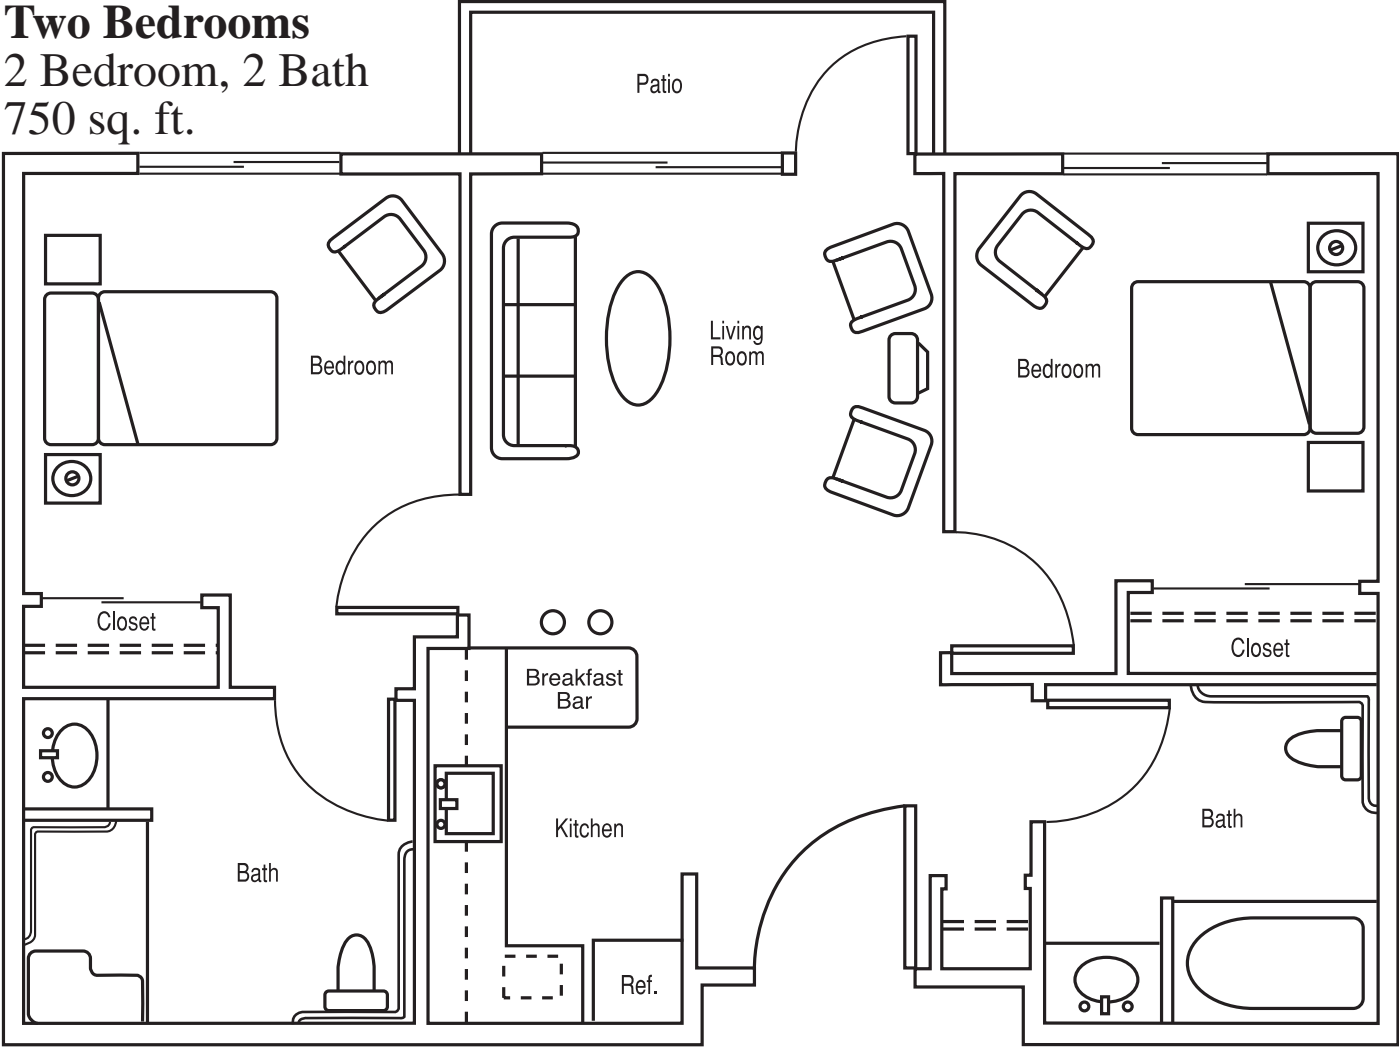 Two Bedrooms
2 Bedroom, 2 Bath
750 sq. ft.
Patio
Living
Room
Bedroom
Bedroom
Closet
Closet
Breakfast
Bar
Kitchen
Bath
Bath
Ref.